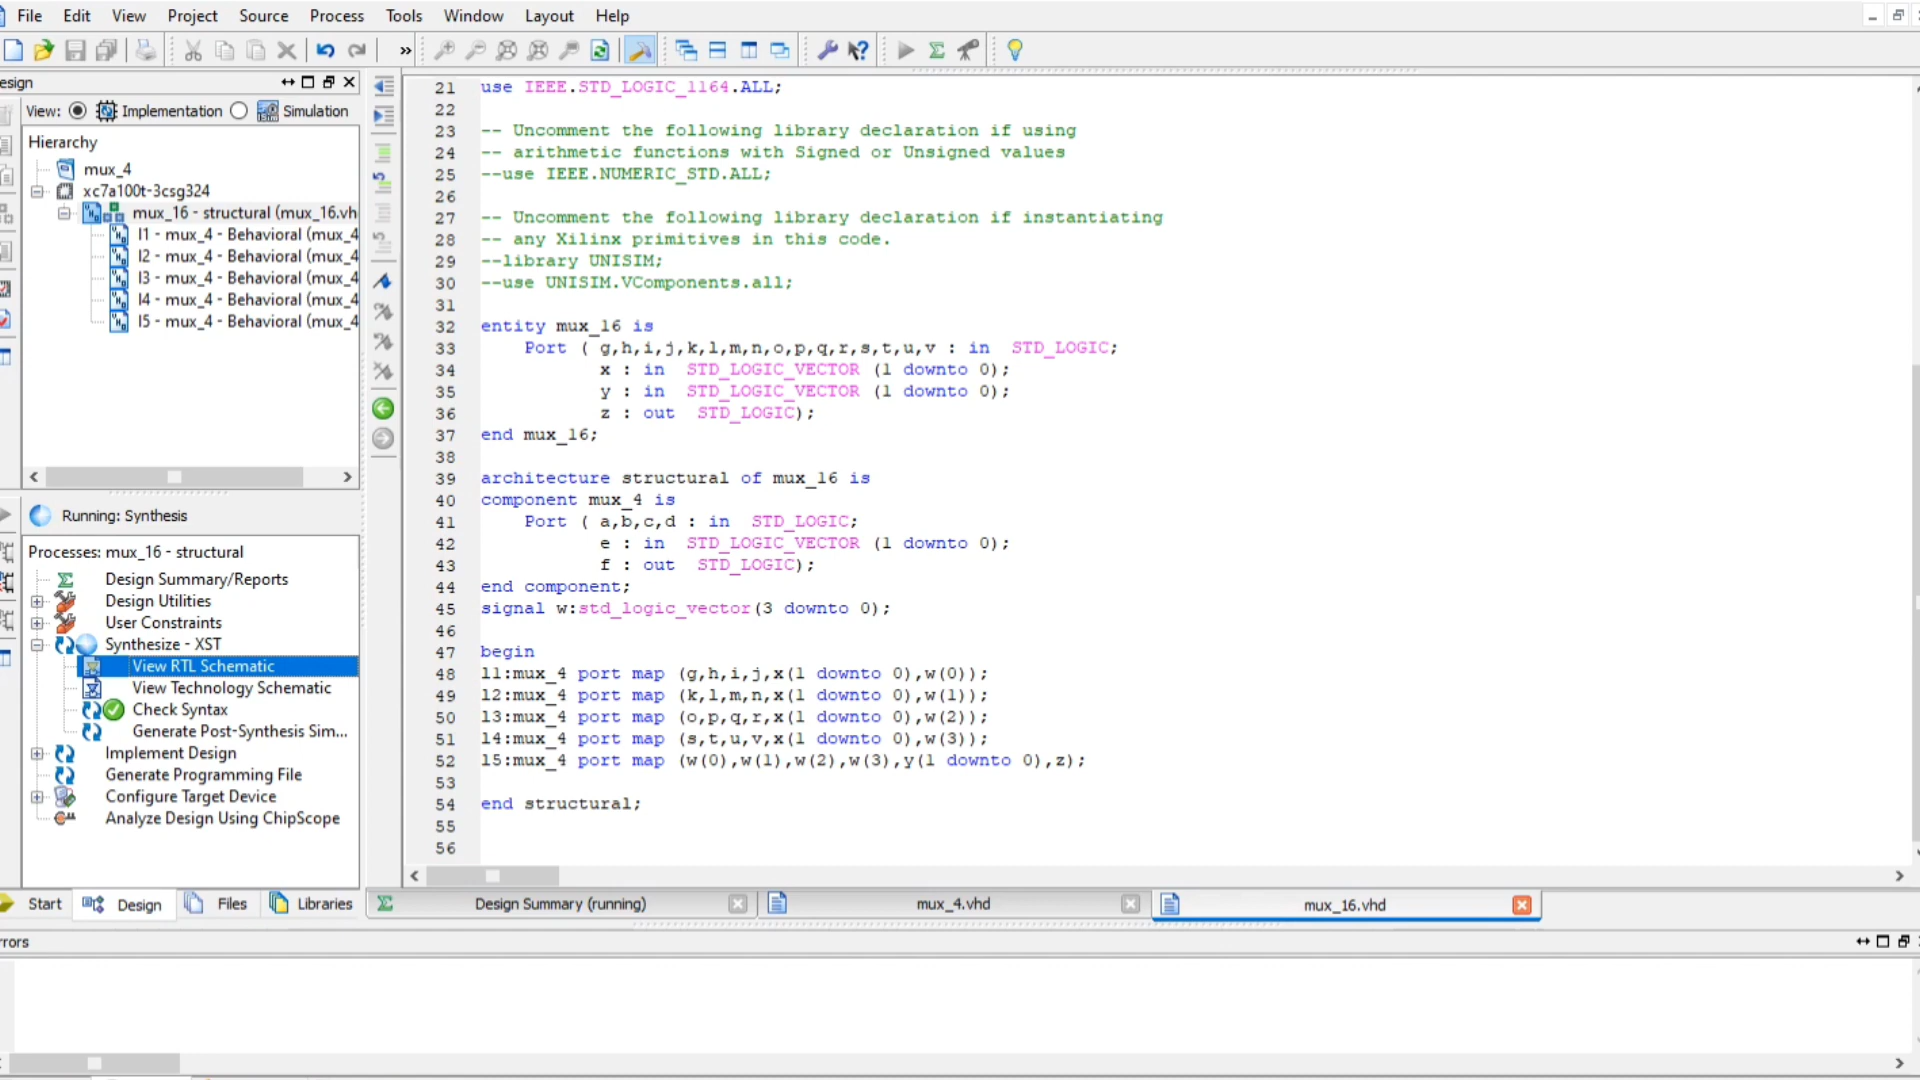 File Edit View Project Source Process Tools Window Layout Help
esign
View: Implementation Simulation
Hierarchy
mux_4
xc7a100t-3csg324
mux_16 - structural (mux_16.vh
I1 - mux_4 - Behavioral (mux_4
I2 - mux_4 - Behavioral (mux_4
I3 - mux_4 - Behavioral (mux_4
I4 - mux_4 - Behavioral (mux_4
I5 - mux_4 - Behavioral (mux_4
Running: Synthesis
Processes: mux_16 - structural
Design Summary/Reports
Design Utilities
User Constraints
Synthesize - XST
View RTL Schematic
View Technology Schematic
Check Syntax
Generate Post-Synthesis Sim...
Implement Design
Generate Programming File
Configure Target Device
Analyze Design Using ChipScope
Start Design Files Libraries
21 use IEEE.STD_LOGIC_1164.ALL;
22
23 -- Uncomment the following library declaration if using
24 -- arithmetic functions with Signed or Unsigned values
25 --use IEEE.NUMERIC_STD.ALL;
26
27 -- Uncomment the following library declaration if instantiating
28 -- any Xilinx primitives in this code.
29 --library UNISIM;
30 --use UNISIM.VComponents.all;
31
32 entity mux_16 is
33 Port ( g,h,i,j,k,l,m,n,o,p,q,r,s,t,u,v : in STD_LOGIC;
34 x : in STD_LOGIC_VECTOR (1 downto 0);
35 y : in STD_LOGIC_VECTOR (1 downto 0);
36 z : out STD_LOGIC);
37 end mux_16;
38
39 architecture structural of mux_16 is
40 component mux_4 is
41 Port ( a,b,c,d : in STD_LOGIC;
42 e : in STD_LOGIC_VECTOR (1 downto 0);
43 f : out STD_LOGIC);
44 end component;
45 signal w:std_logic_vector(3 downto 0);
46
47 begin
48 l1:mux_4 port map (g,h,i,j,x(1 downto 0),w(0));
49 l2:mux_4 port map (k,l,m,n,x(1 downto 0),w(1));
50 l3:mux_4 port map (o,p,q,r,x(1 downto 0),w(2));
51 l4:mux_4 port map (s,t,u,v,x(1 downto 0),w(3));
52 l5:mux_4 port map (w(0),w(1),w(2),w(3),y(1 downto 0),z);
53
54 end structural;
55
56
Design Summary (running) mux_4.vhd mux_16.vhd
rrors